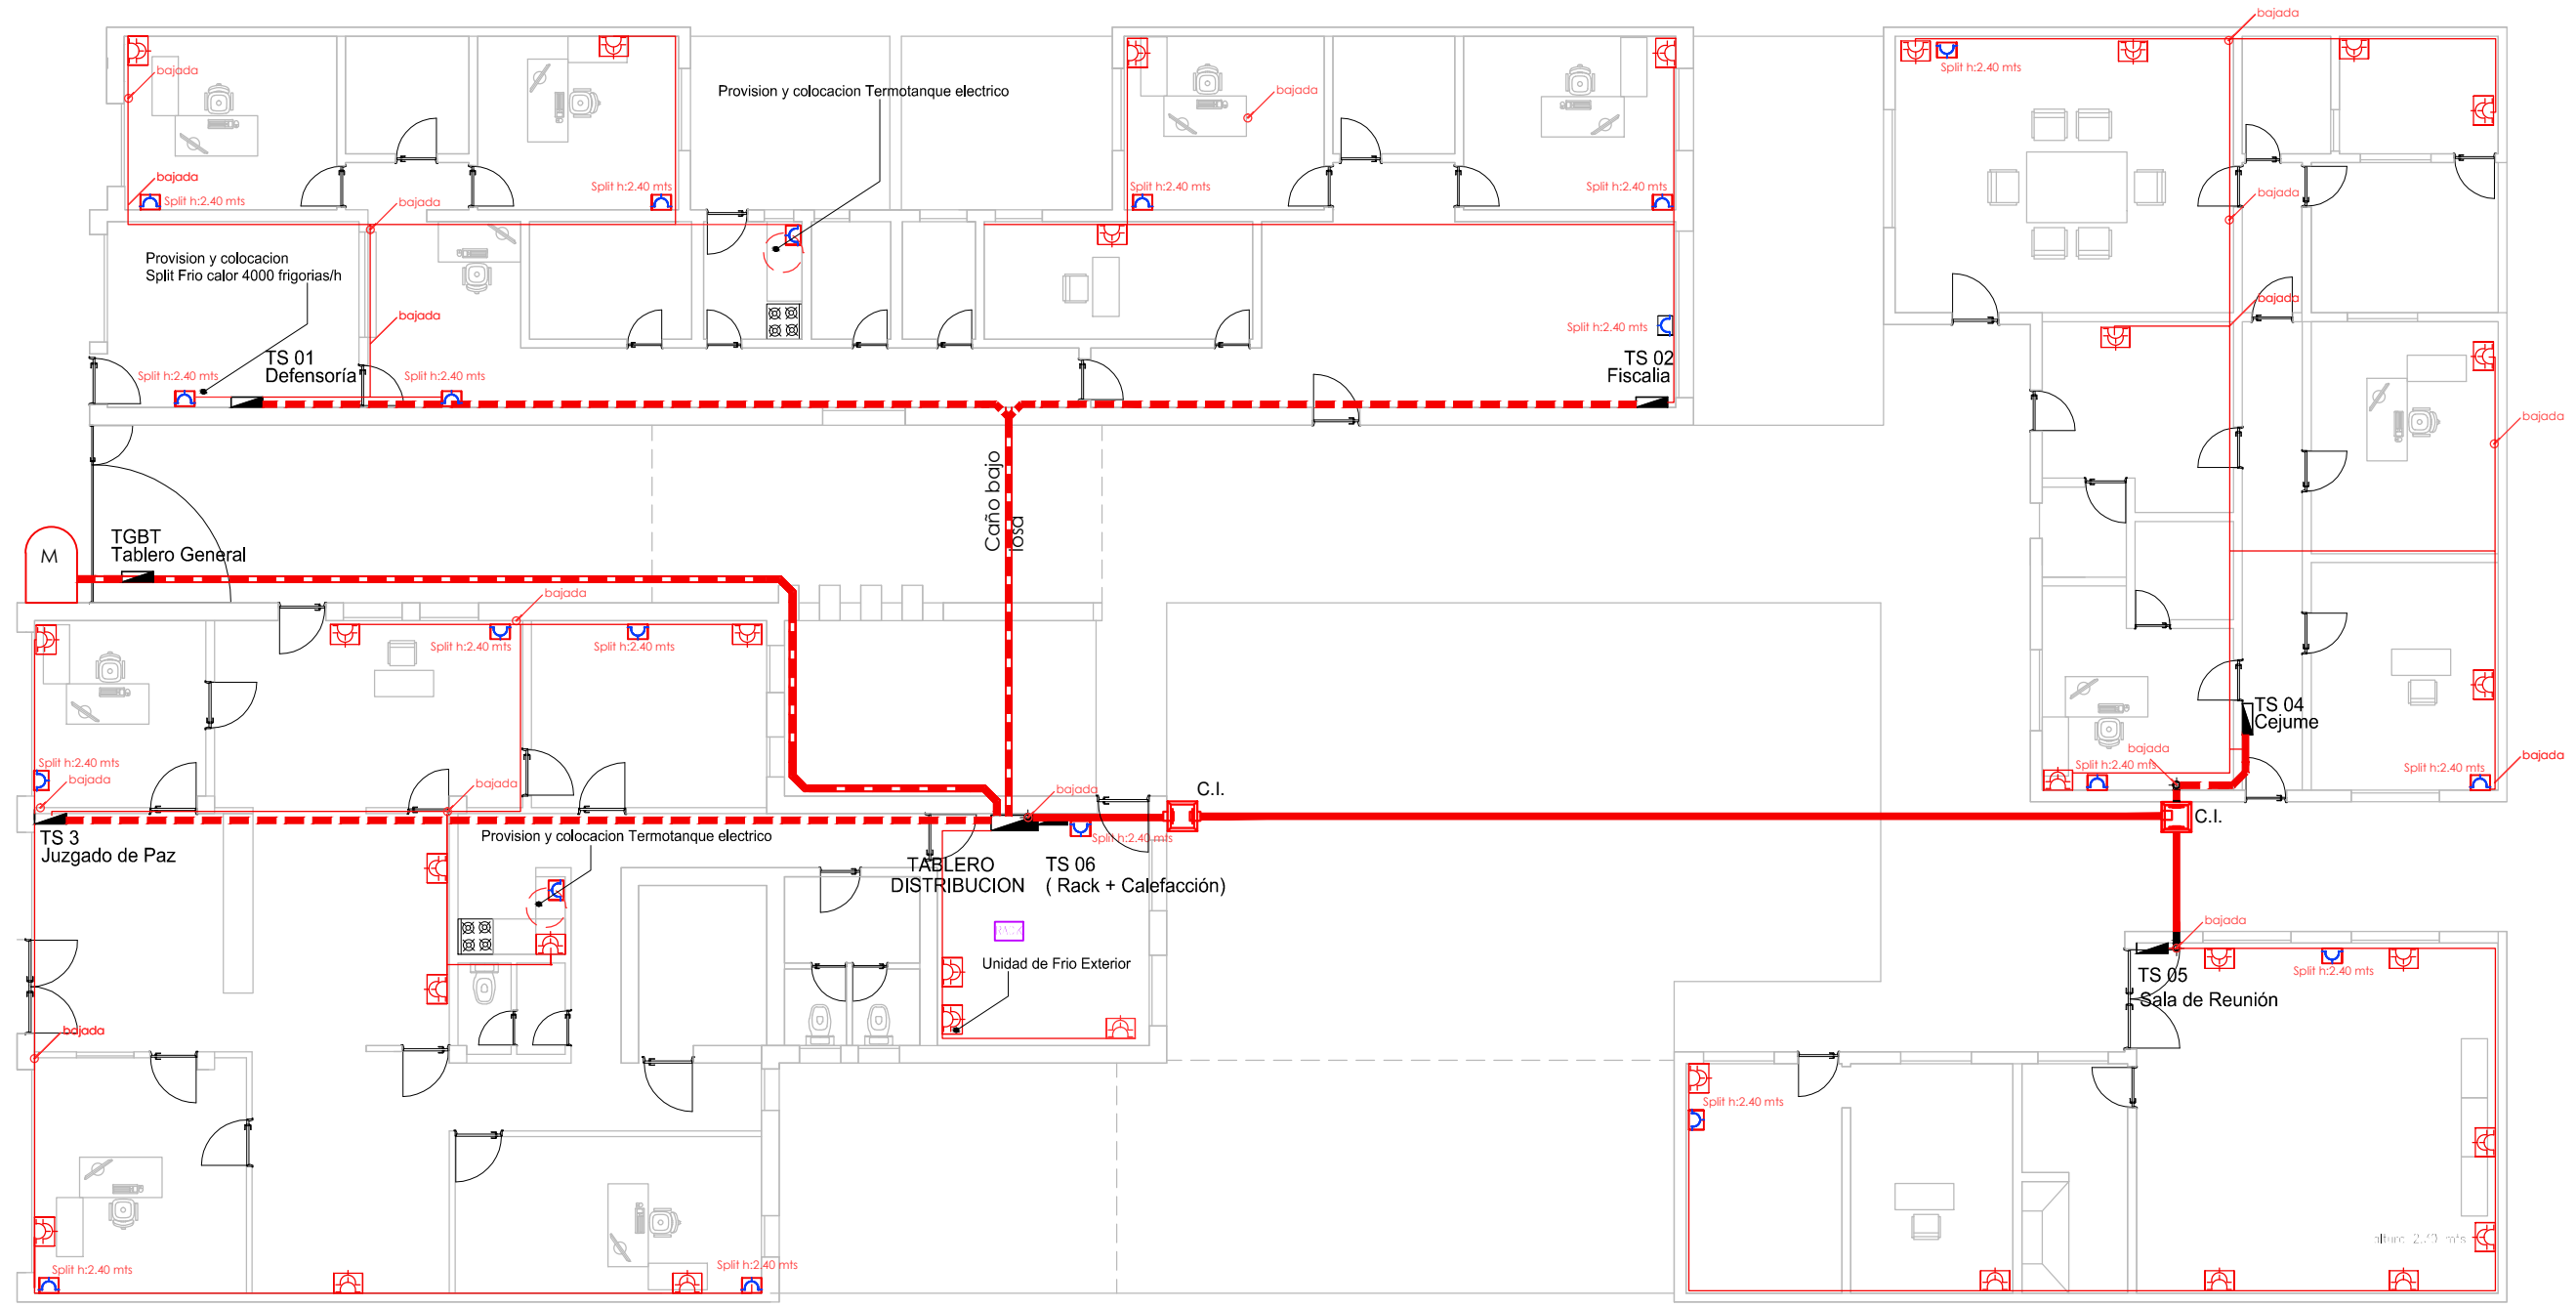 bajada
bajada
Provision y colocacion Termotanque electrico
bajada
Split h:2.40 mts
bajada
Split h:2.40 mts
Split h:2.40 mts
Split h:2.40 mts
Split h:2.40 mts
bajada
bajada
bajada
Provision y colocacion
Split Frio calor 4000 frigorias/h
bajada
bajada
Split h:2.40 mts
TS 01
Defensoría
TS 02
Fiscalia
Split h:2.40 mts
Split h:2.40 mts
bajada
Caño bajo
losa
TGBT
Tablero General
M
bajada
Split h:2.40 mts
Split h:2.40 mts
Split h:2.40 mts
bajada
bajada
bajada
C.I.
TS 04
Cejume
bajada
bajada
Split h:2.40 mts
Split h:2.40 mts
C.I.
TS 3
Juzgado de Paz
Provision y colocacion Termotanque electrico
Split h:2.40 mts
TABLERO
DISTRIBUCION
TS 06
( Rack + Calefacción)
RACK
Unidad de Frio Exterior
bajada
TS 05
Sala de Reunión
Split h:2.40 mts
bajada
Split h:2.40 mts
altura 2.40 mts
Split h:2.40 mts
Split h:2.40 mts